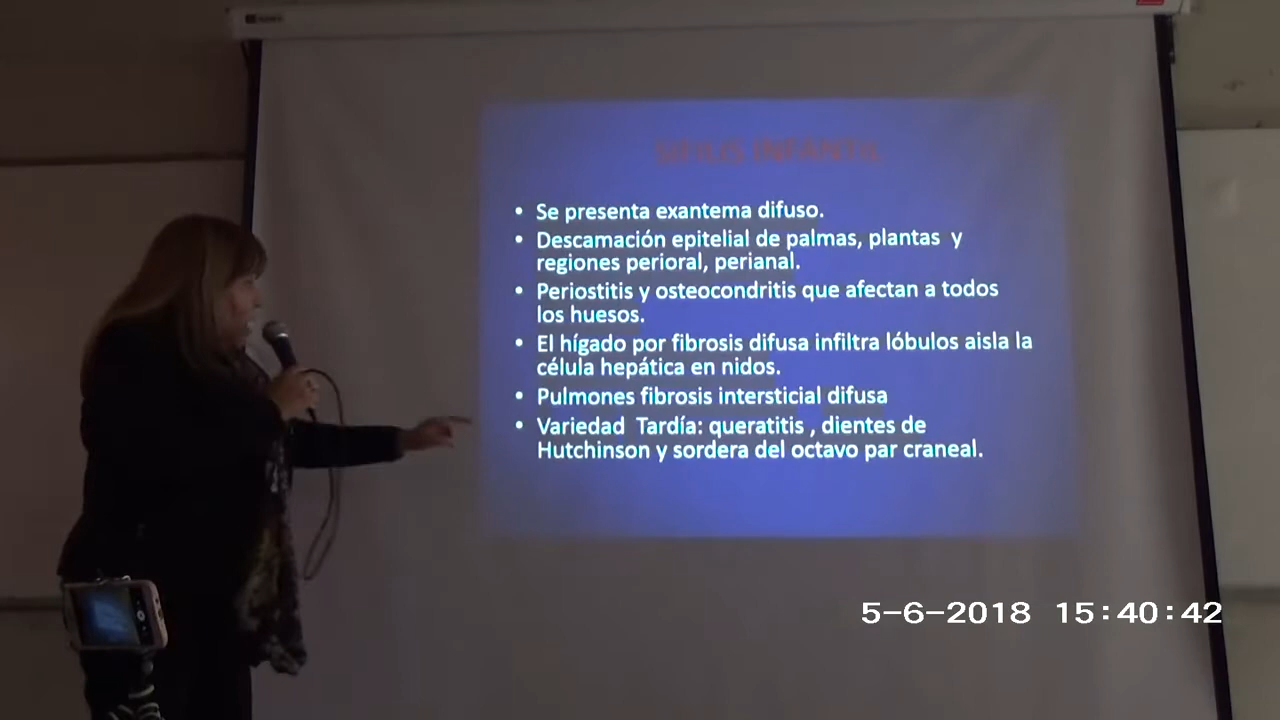 SIFILIS INFANTIL
• Se presenta exantema difuso.
• Descamación epitelial de palmas, plantas y
regiones perioral, perianal.
• Periostitis y osteocondritis que afectan a todos
los huesos.
• El hígado por fibrosis difusa infiltra lóbulos aisla la
célula hepática en nidos.
• Pulmones fibrosis intersticial difusa
• Variedad Tardía: queratitis , dientes de
Hutchinson y sordera del octavo par craneal.
5-6-2018 15:40:42